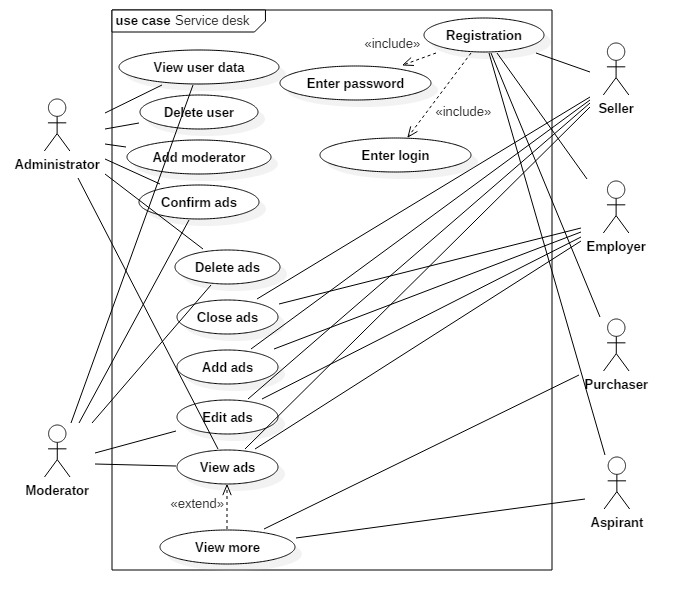 use case Service desk
Registration
«include»
View user data
Enter password
Seller
Delete user
«include»
Administrator
Add moderator
Enter login
Confirm ads
Employer
Delete ads
Close ads
Add ads
Purchaser
Edit ads
View ads
Moderator
«extend»
Aspirant
View more